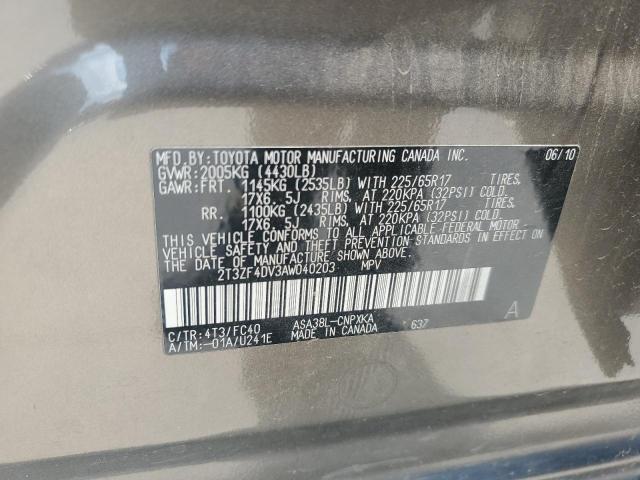 MFD.BY:TOYOTA MOTOR MANUFACTURING CANADA INC. 06/10
GVWR:2005KG (4430LB)
GAWR:FRT. 1145KG (2535LB) WITH 225/65R17 TIRES,
17X6. 5J RIMS, AT 220KPA (32PSI) COLD.
RR. 1100KG (2435LB) WITH 225/65R17 TIRES,
17X6. 5J RIMS, AT 220KPA (32PSI) COLD.
THIS VEHICLE CONFORMS TO ALL APPLICABLE FEDERAL MOTOR
VEHICLE SAFETY AND THEFT PREVENTION STANDARDS IN EFFECT
ON THE DATE OF MANUFACTURE SHOWN ABOVE.
2T3ZF4DV3AW040203 MPV
C/TR:4T3/FC40 ASA38L-CNPXKA A
A/TM:-01A/U241E MADE IN CANADA 637